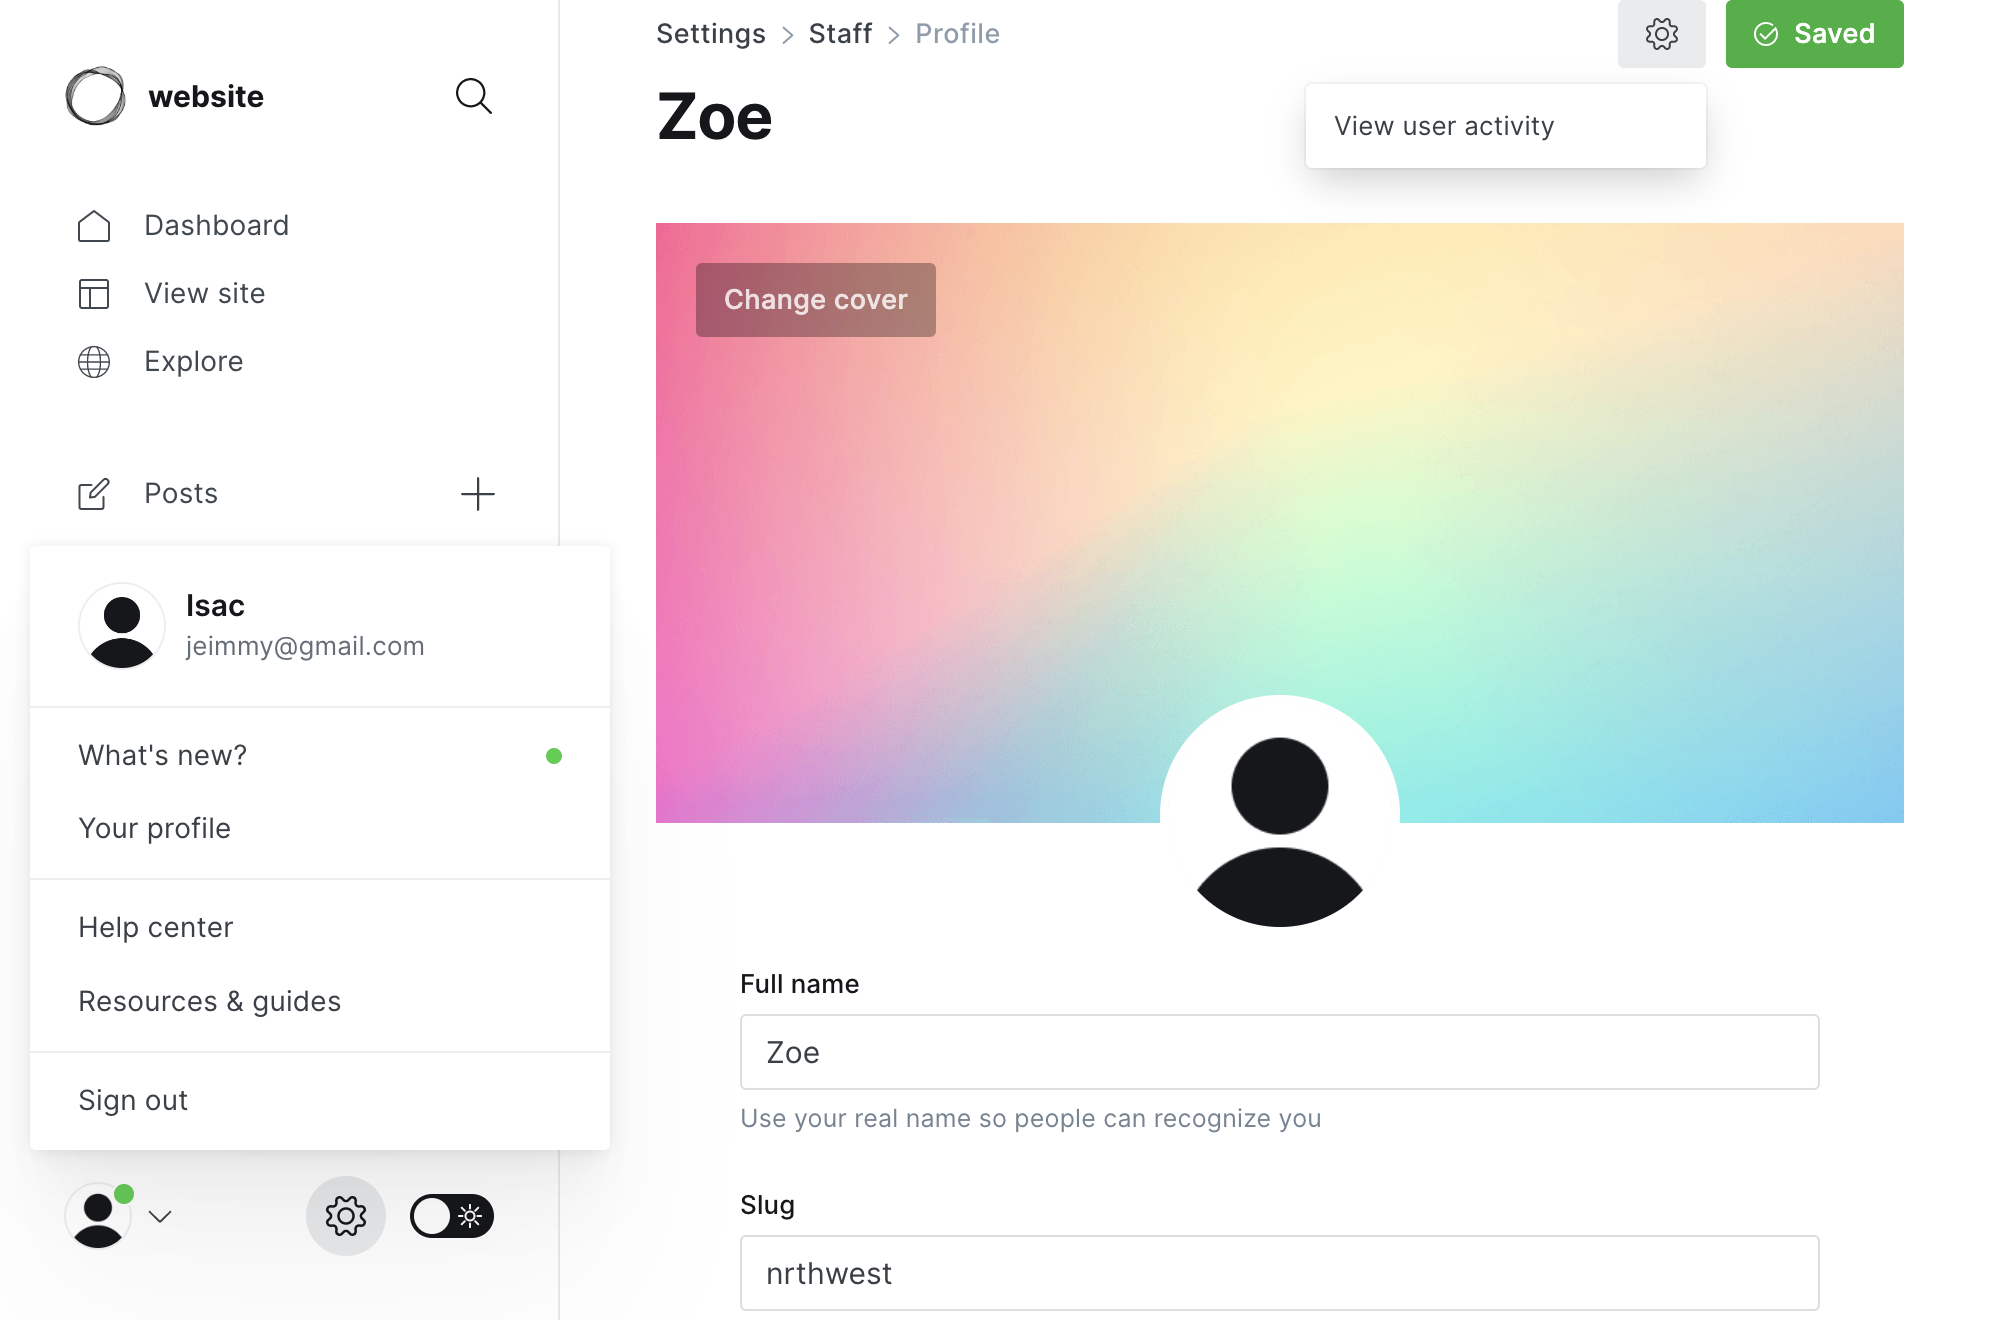 website
Dashboard
View site
Explore
Posts
Isac
jeimmy@gmail.com
What's new?
Your profile
Help center
Resources & guides
Sign out
Settings > Staff > Profile
Saved
Zoe
View user activity
Change cover
Full name
Zoe
Use your real name so people can recognize you
Slug
nrthwest